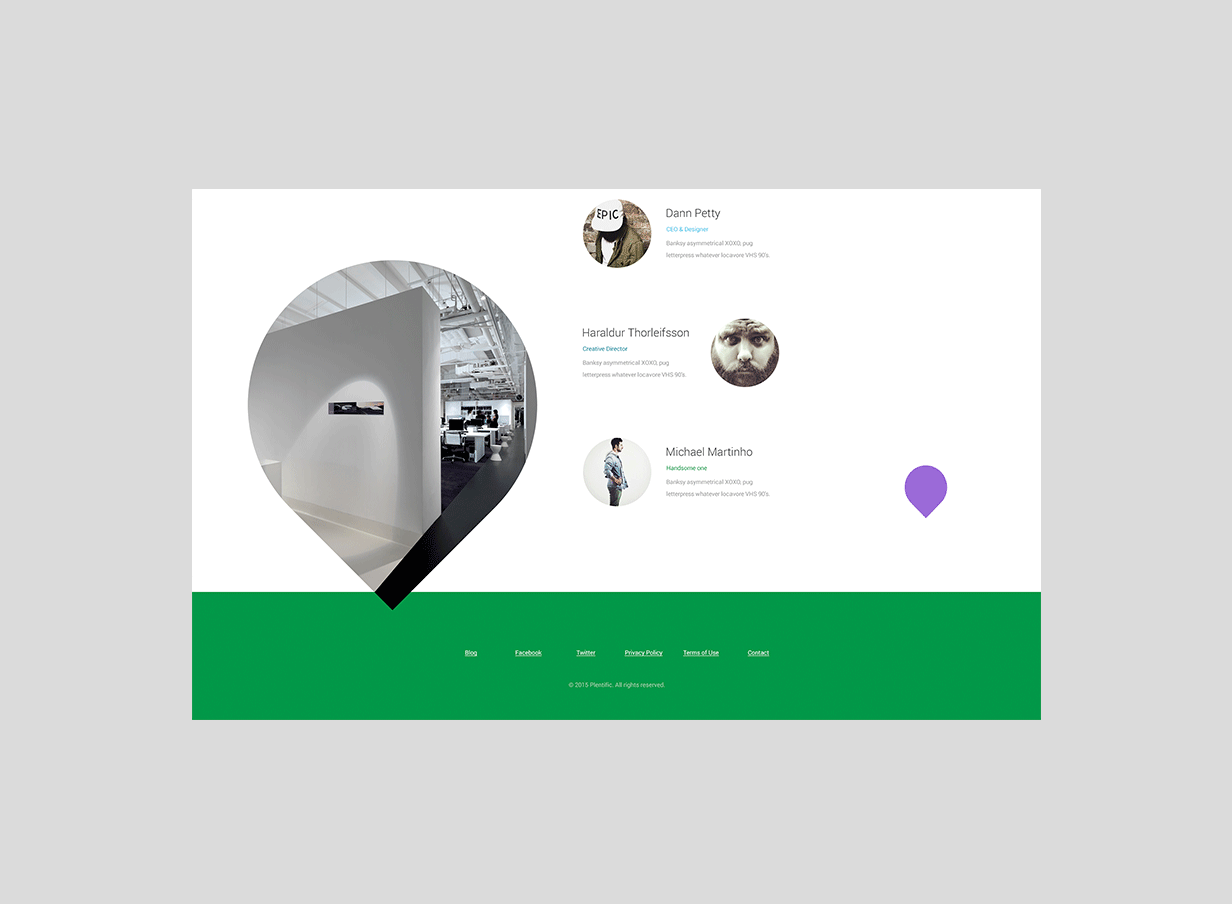 EPIC
Dann Petty
CEO & Designer
Banksy asymmetrical XOXO, pug
letterpress whatever locavore VHS 90's.
Haraldur Thorleifsson
Creative Director
Banksy asymmetrical XOXO, pug
letterpress whatever locavore VHS 90's.
Michael Martinho
Handsome one
Banksy asymmetrical XOXO, pug
letterpress whatever locavore VHS 90's.
Blog Facebook Twitter Privacy Policy Terms of Use Contact
© 2015 Plentific. All rights reserved.